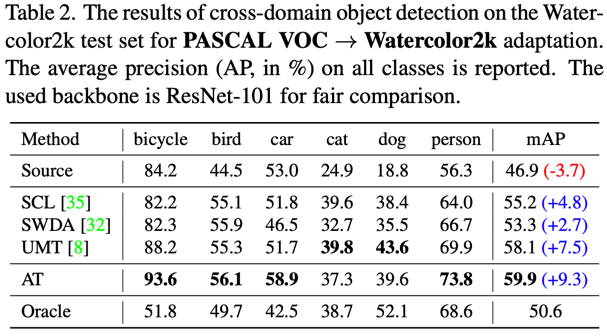 Table 2. The results of cross-domain object detection on the Water-
color2k test set for PASCAL VOC → Watercolor2k adaptation.
The average precision (AP, in %) on all classes is reported. The
used backbone is ResNet-101 for fair comparison.
Method bicycle bird car cat dog person mAP
Source 84.2 44.5 53.0 24.9 18.8 56.3 46.9 (-3.7)
SCL [35] 82.2 55.1 51.8 39.6 38.4 64.0 55.2 (+4.8)
SWDA [32] 82.3 55.9 46.5 32.7 35.5 66.7 53.3 (+2.7)
UMT [8] 88.2 55.3 51.7 39.8 43.6 69.9 58.1 (+7.5)
AT 93.6 56.1 58.9 37.3 39.6 73.8 59.9 (+9.3)
Oracle 51.8 49.7 42.5 38.7 52.1 68.6 50.6